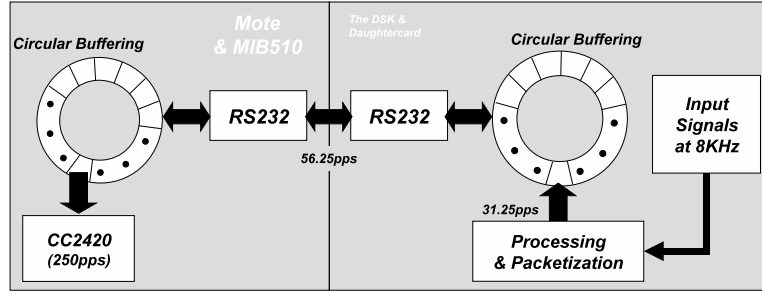 Mote
& MIB510
The DSK &
Daughtercard
Circular Buffering
Circular Buffering
RS232
RS232
Input
Signals
at 8KHz
56.25pps
31.25pps
CC2420
(250pps)
Processing
& Packetization